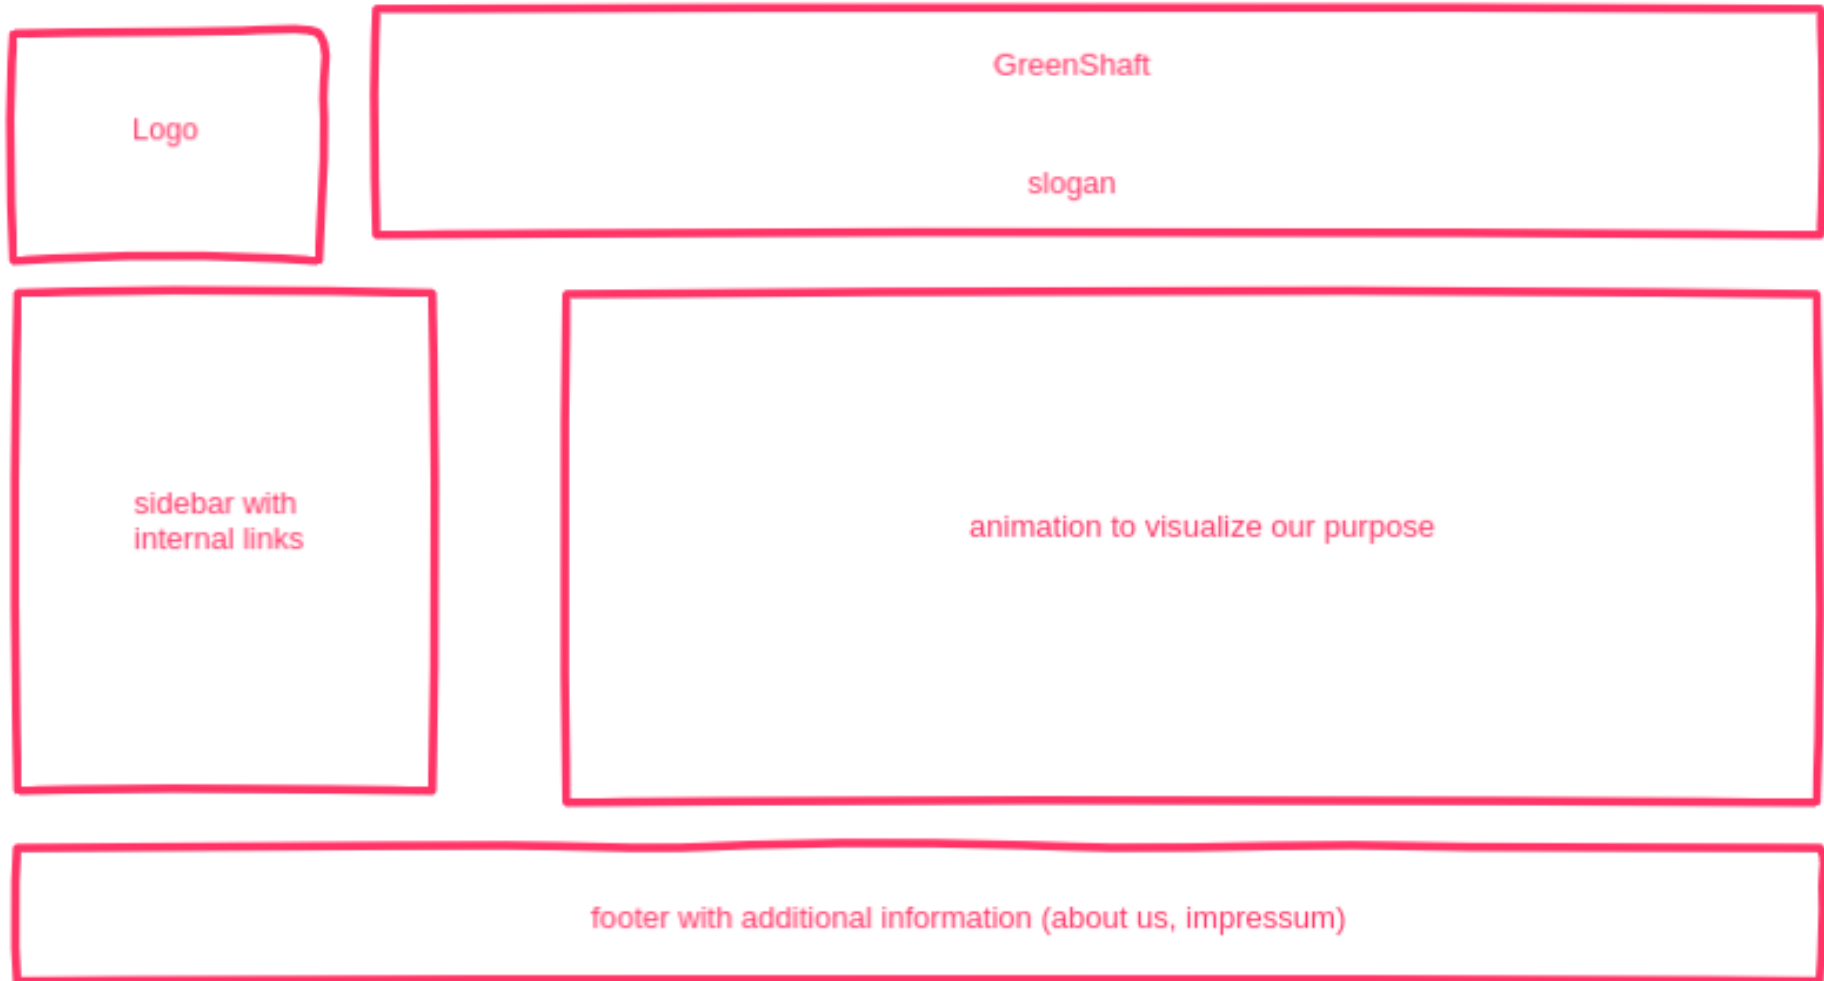 GreenShaft
Logo
slogan
sidebar with
internal links
animation to visualize our purpose
footer with additional information (about us, impressum)